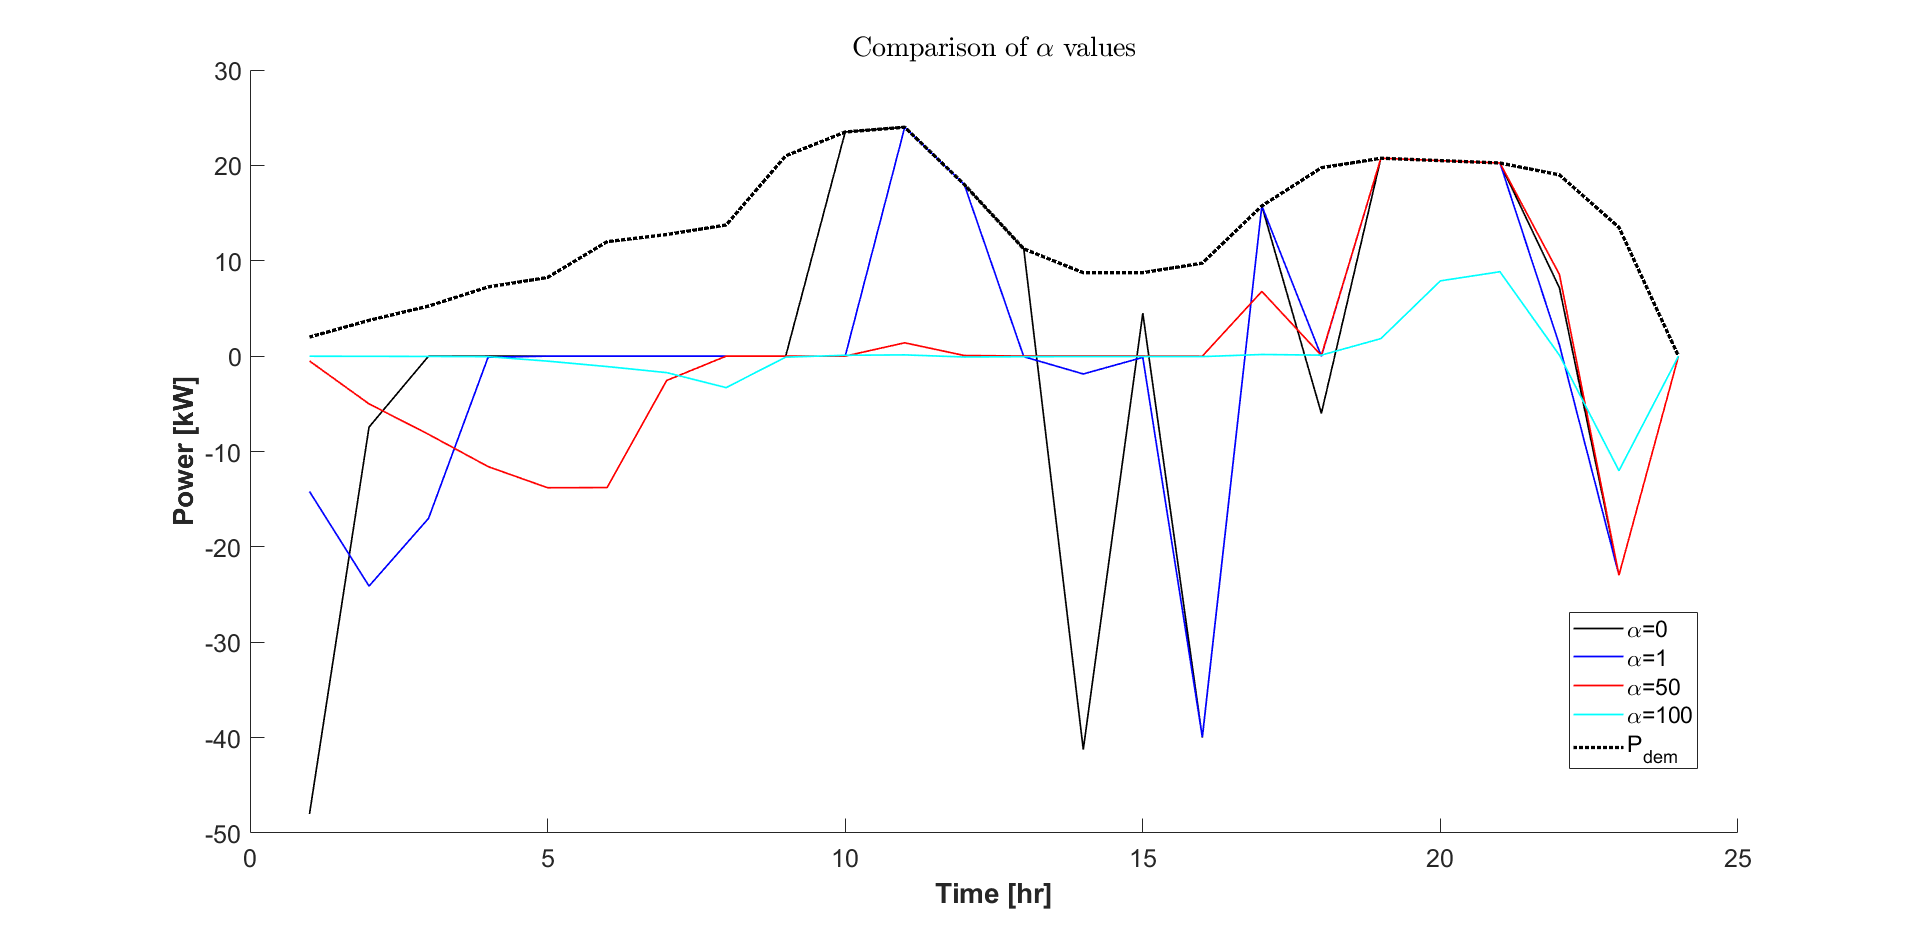 Comparison of α values
30
20
10
0
-10
-20
-30
-40
-50
Power [kW]
0 5 10 15 20 25
Time [hr]
α=0
α=1
α=50
α=100
P_dem